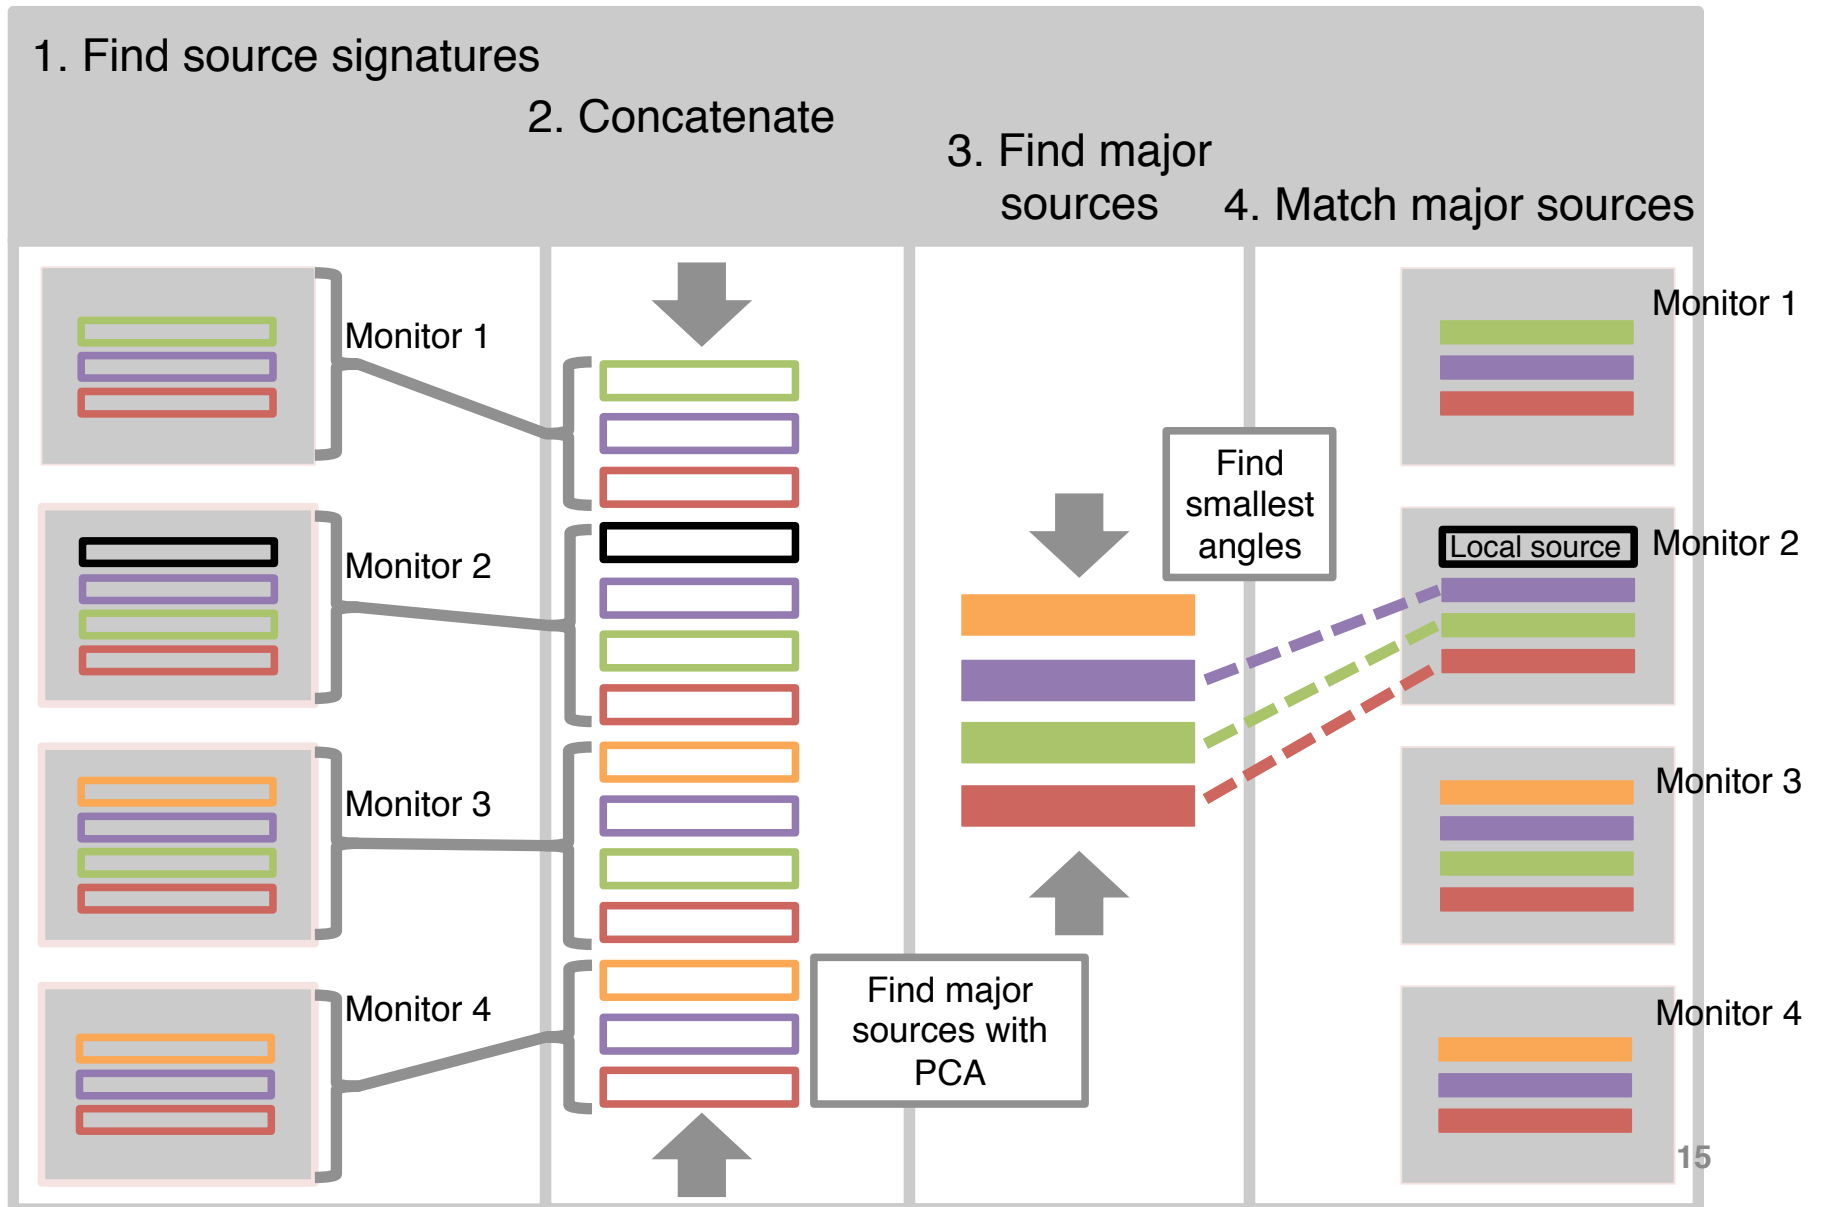 1. Find source signatures
2. Concatenate
3. Find major
sources
4. Match major sources
Monitor 1
Monitor 2
Monitor 3
Monitor 4
Find major
sources with
PCA
Find
smallest
angles
Monitor 1
Local source
Monitor 2
Monitor 3
Monitor 4
15